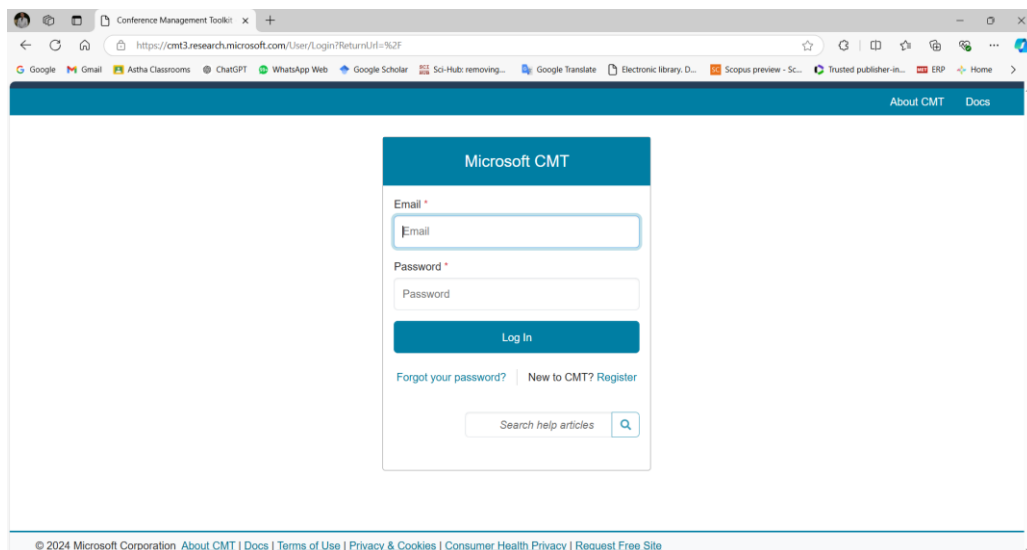 Conference Management Toolkit
https://cmt3.research.microsoft.com/User/Login?ReturnUrl=%2F
Google Gmail Astha Classrooms ChatGPT WhatsApp Web Google Scholar Sci-Hub: removing... Google Translate Electronic library. D... Scopus preview - Sc... Trusted publisher-in... ERP Home
About CMT Docs
Microsoft CMT
Email *
Email
Password *
Password
Log In
Forgot your password? New to CMT? Register
Search help articles
© 2024 Microsoft Corporation About CMT | Docs | Terms of Use | Privacy & Cookies | Consumer Health Privacy | Request Free Site